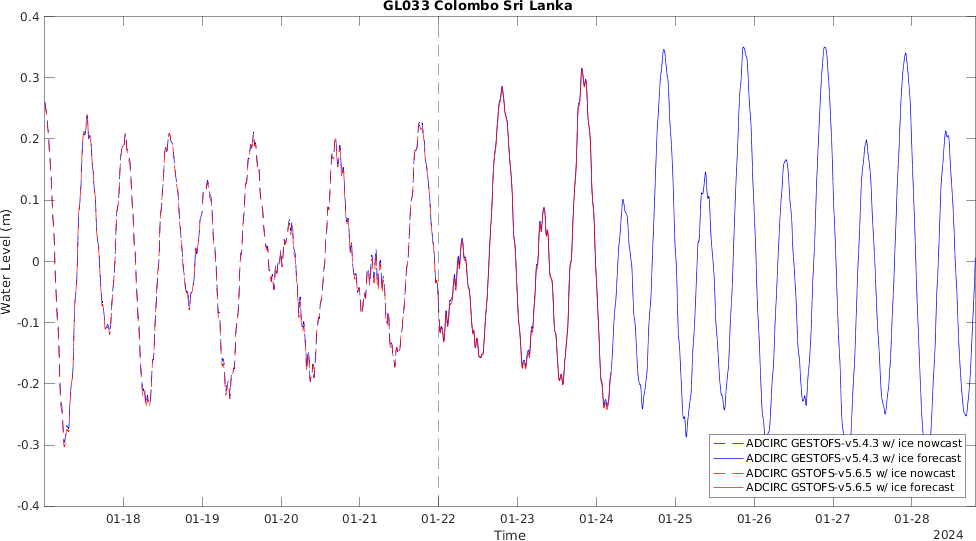 GL033 Colombo Sri Lanka
Water Level (m)
0.4
0.3
0.2
0.1
0
-0.1
-0.2
-0.3
-0.4
ADCIRC GESTOFS-v5.4.3 w/ ice nowcast
ADCIRC GESTOFS-v5.4.3 w/ ice forecast
ADCIRC GSTOFS-v5.6.5 w/ ice nowcast
ADCIRC GSTOFS-v5.6.5 w/ ice forecast
01-18 01-19 01-20 01-21 01-22 01-23 01-24 01-25 01-26 01-27 01-28
Time
2024